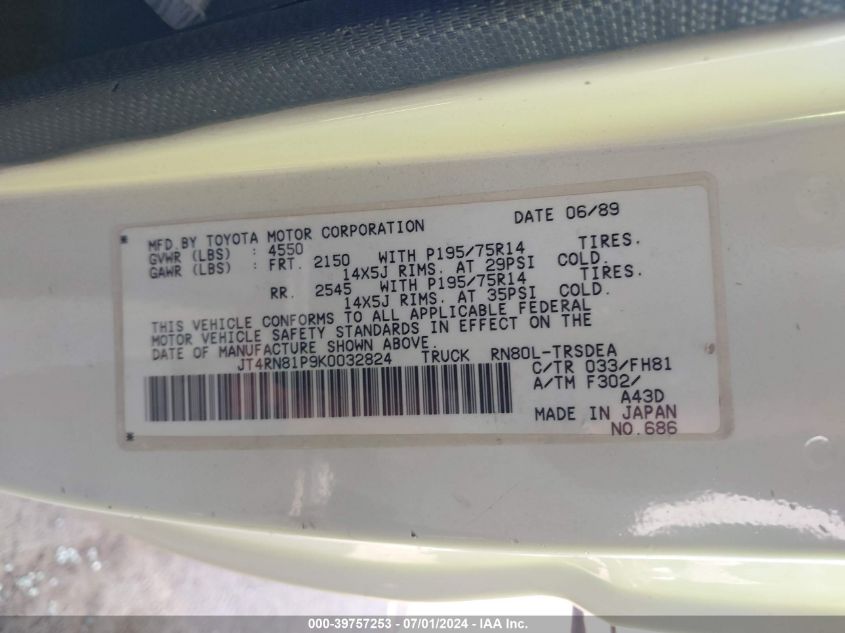 MFD. BY TOYOTA MOTOR CORPORATION DATE 06/89
GVWR (LBS) : 4550
GAWR (LBS) : FRT. 2150 WITH P195/75R14 TIRES.
14X5J RIMS. AT 29PSI COLD.
RR. 2545 WITH P195/75R14 TIRES.
14X5J RIMS. AT 35PSI COLD.
THIS VEHICLE CONFORMS TO ALL APPLICABLE FEDERAL
MOTOR VEHICLE SAFETY STANDARDS IN EFFECT ON THE
DATE OF MANUFACTURE SHOWN ABOVE.
JT4RN81P9K0032824 TRUCK RN80L-TRSDEA
C/TR 033/FH81
A/TM F302/
A43D
MADE IN JAPAN
NO.686
000-39757253 - 07/01/2024 - IAA Inc.